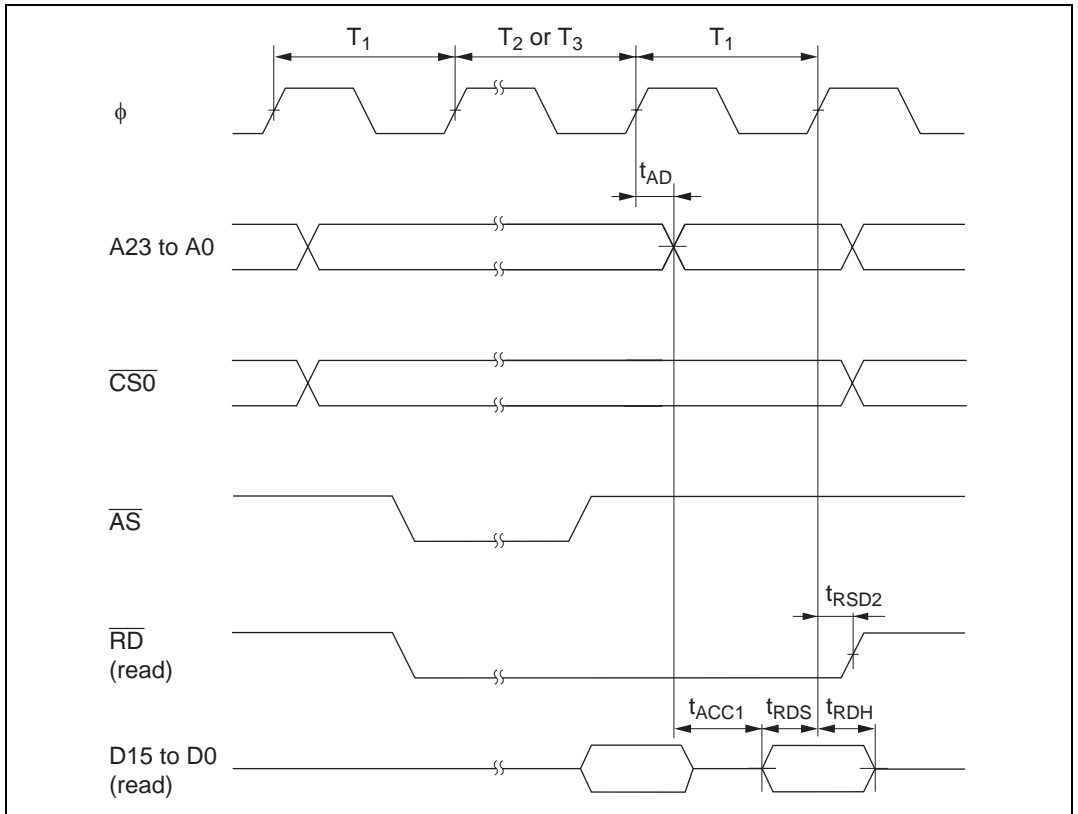 T1 T2 or T3 T1
ϕ
tAD
A23 to A0
CS0
AS
tRSD2
RD
(read)
tACC1 tRDS tRDH
D15 to D0
(read)